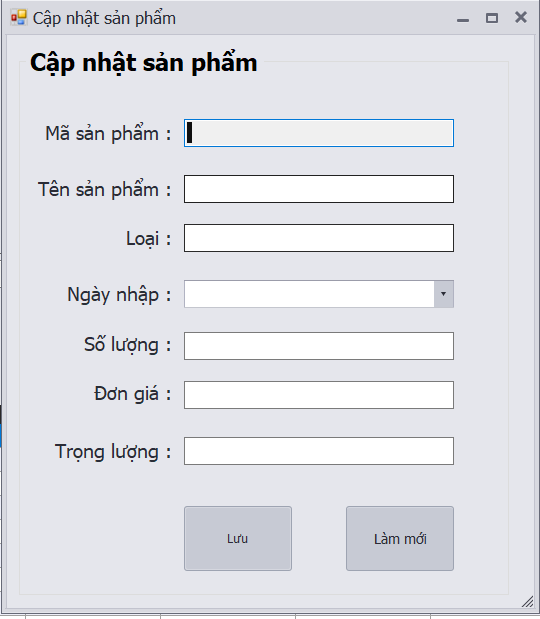 Cập nhật sản phẩm
Cập nhật sản phẩm
Mã sản phẩm :
Tên sản phẩm :
Loại :
Ngày nhập :
Số lượng :
Đơn giá :
Trọng lượng :
Lưu
Làm mới